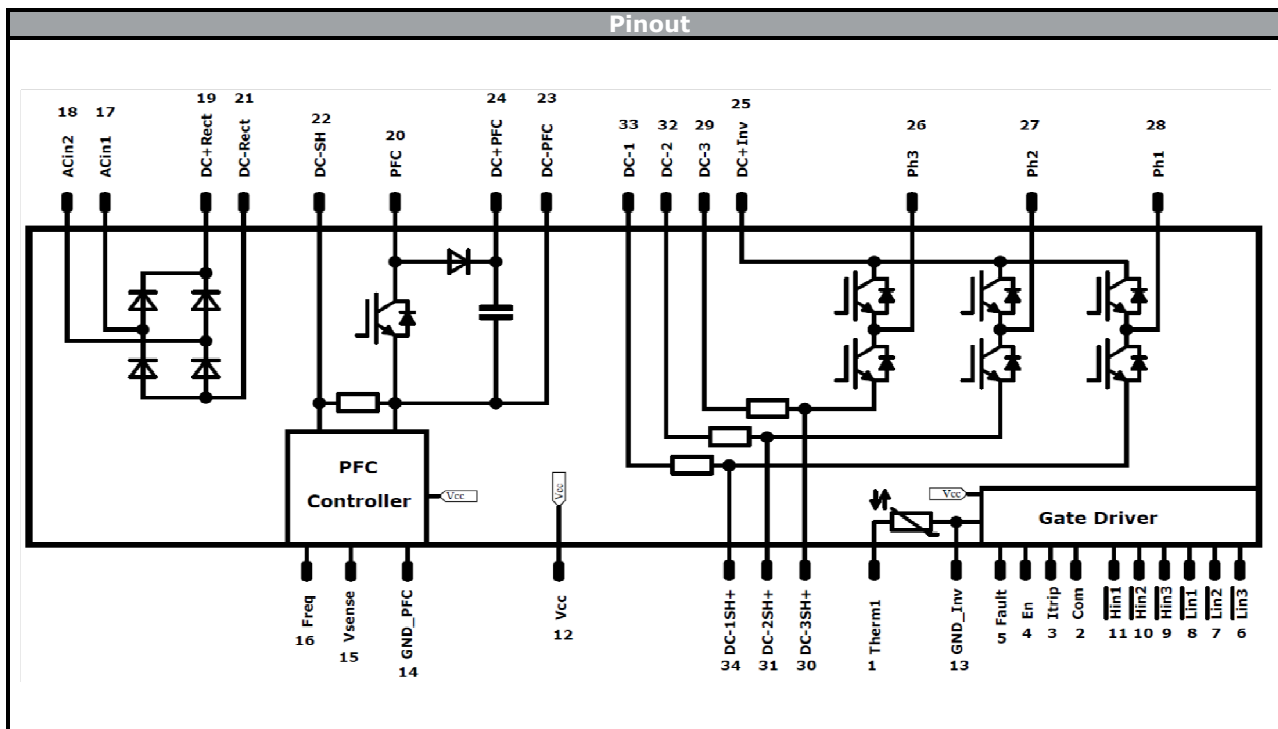 Pinout
18 ACin2
17 ACin1
19 DC+Rect
21 DC-Rect
22 DC-SH
20 PFC
24 DC+PFC
23 DC-PFC
33 DC-1
32 DC-2
29 DC-3
25 DC+Inv
26 Ph3
27 Ph2
28 Ph1
PFC
Controller
Vcc
Vcc
Vcc
Gate Driver
Freq 16
Vsense 15
GND_PFC 14
Vcc 12
DC-1SH+ 34
DC-2SH+ 31
DC-3SH+ 30
Therm1 1
GND_Inv 13
Fault 5
En 4
Itrip 3
Com 2
Hin1 11
Hin2 10
Hin3 9
Lin1 8
Lin2 7
Lin3 6